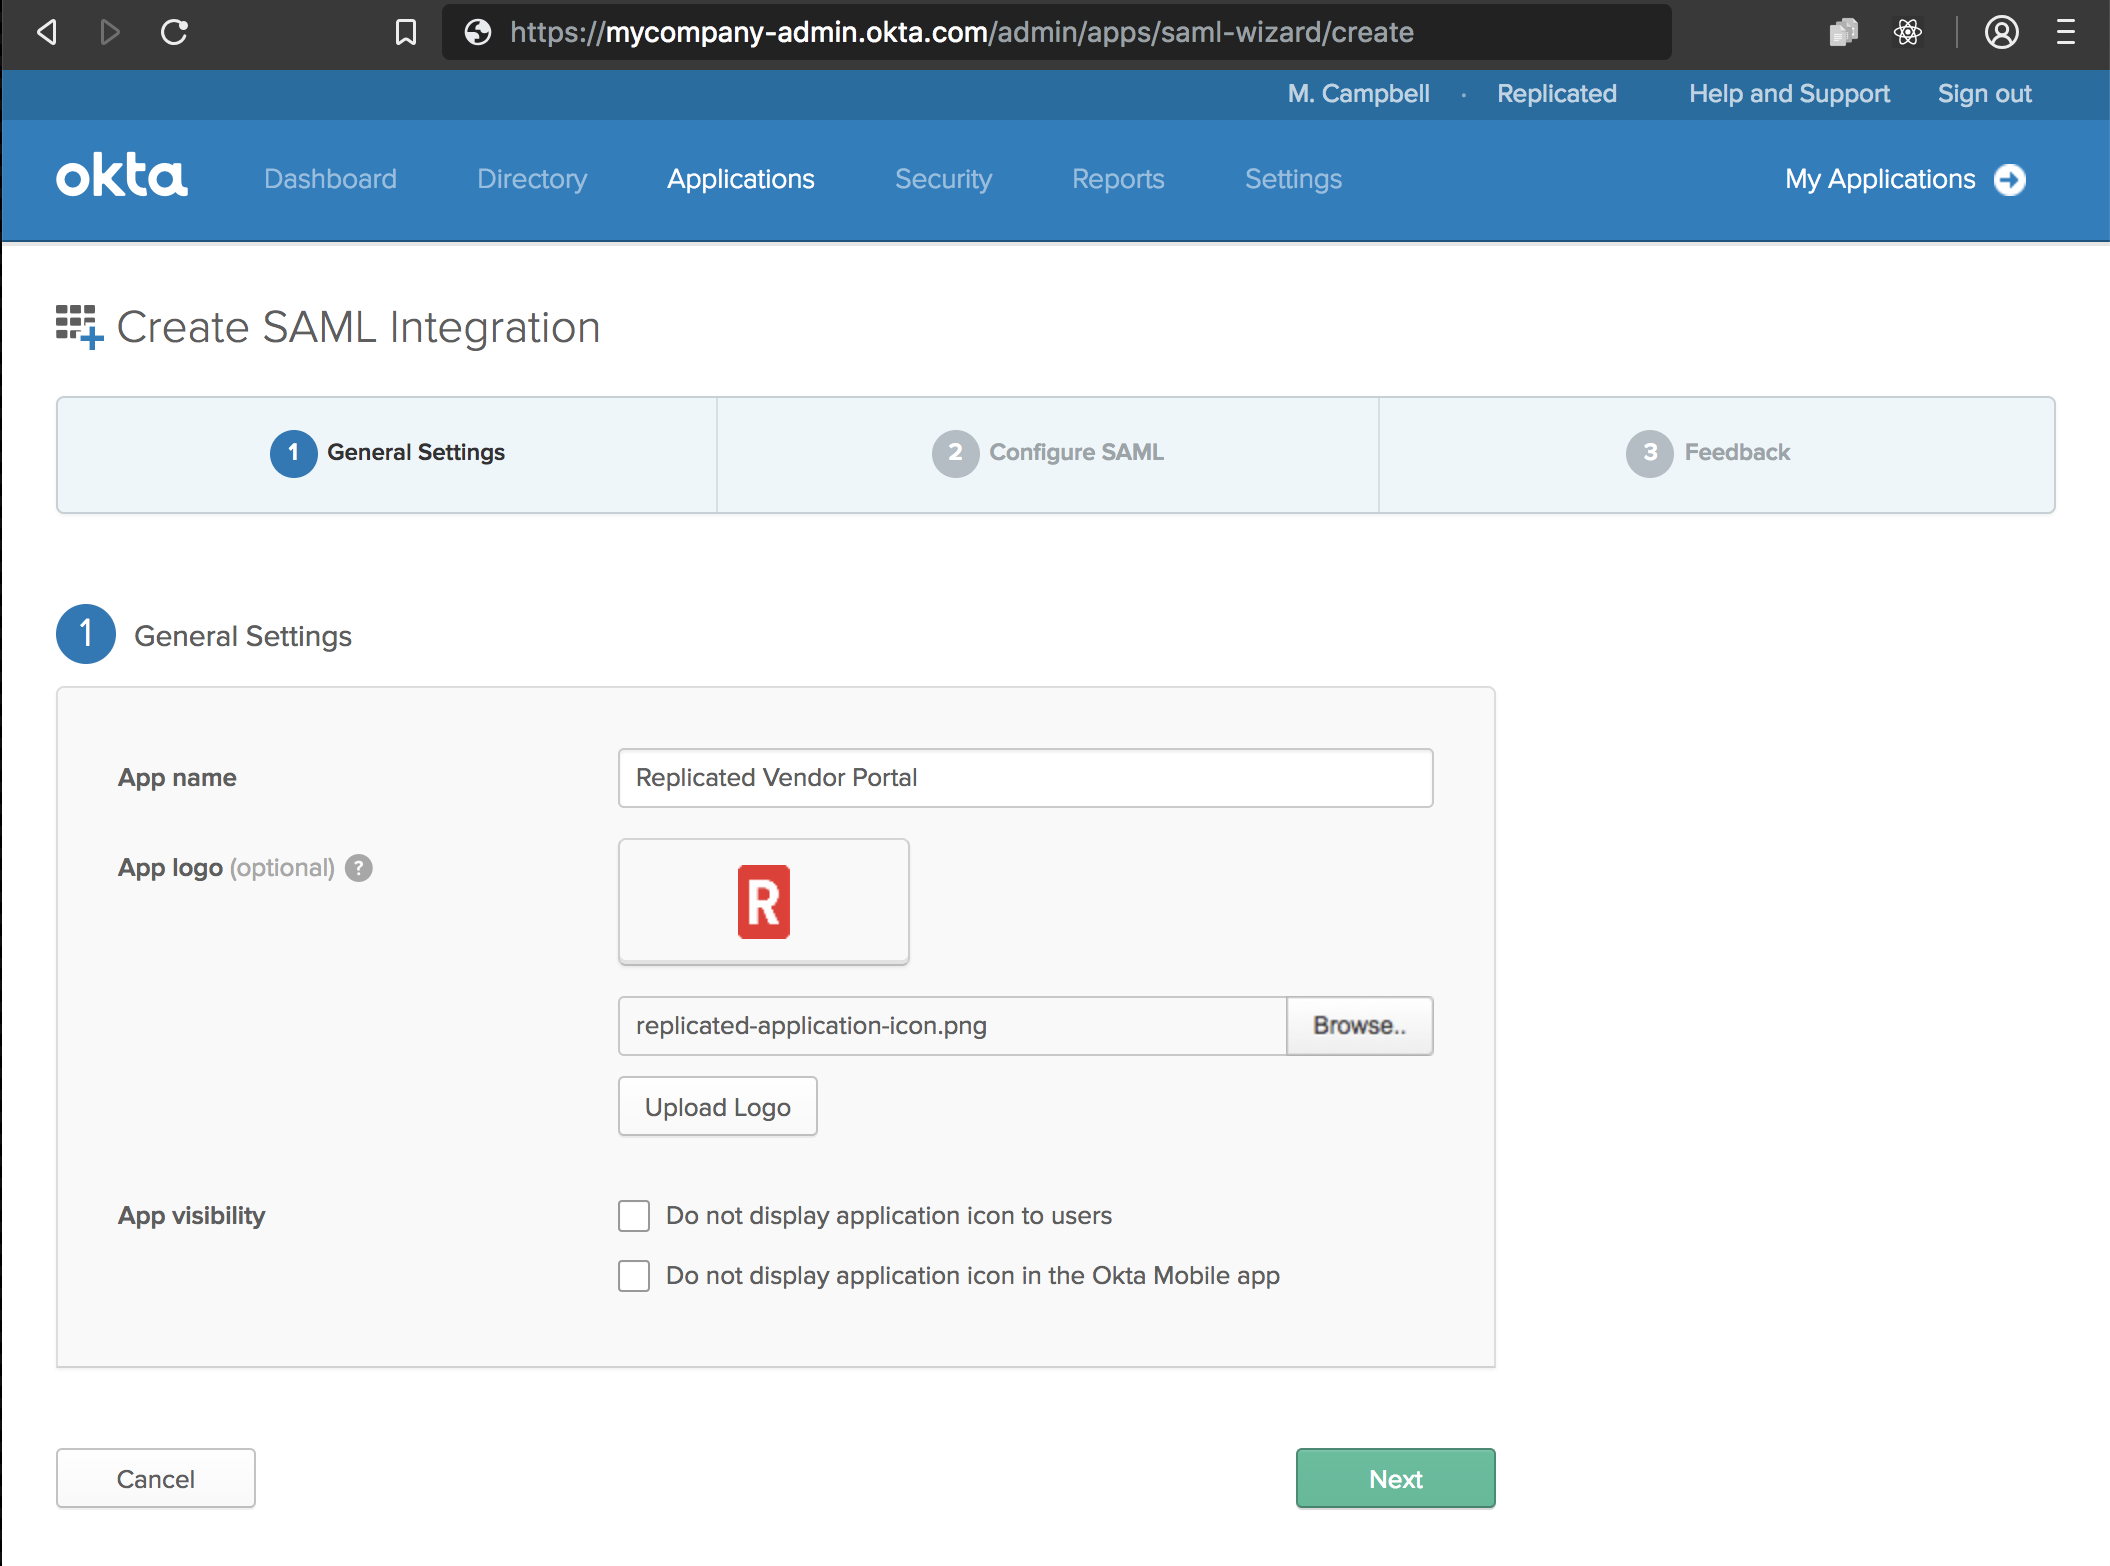 https://mycompany-admin.okta.com/admin/apps/saml-wizard/create
M. Campbell · Replicated Help and Support Sign out
okta Dashboard Directory Applications Security Reports Settings My Applications
Create SAML Integration
1 General Settings 2 Configure SAML 3 Feedback
1 General Settings
App name Replicated Vendor Portal
App logo (optional) ?
R
replicated-application-icon.png Browse..
Upload Logo
App visibility Do not display application icon to users
Do not display application icon in the Okta Mobile app
Cancel Next